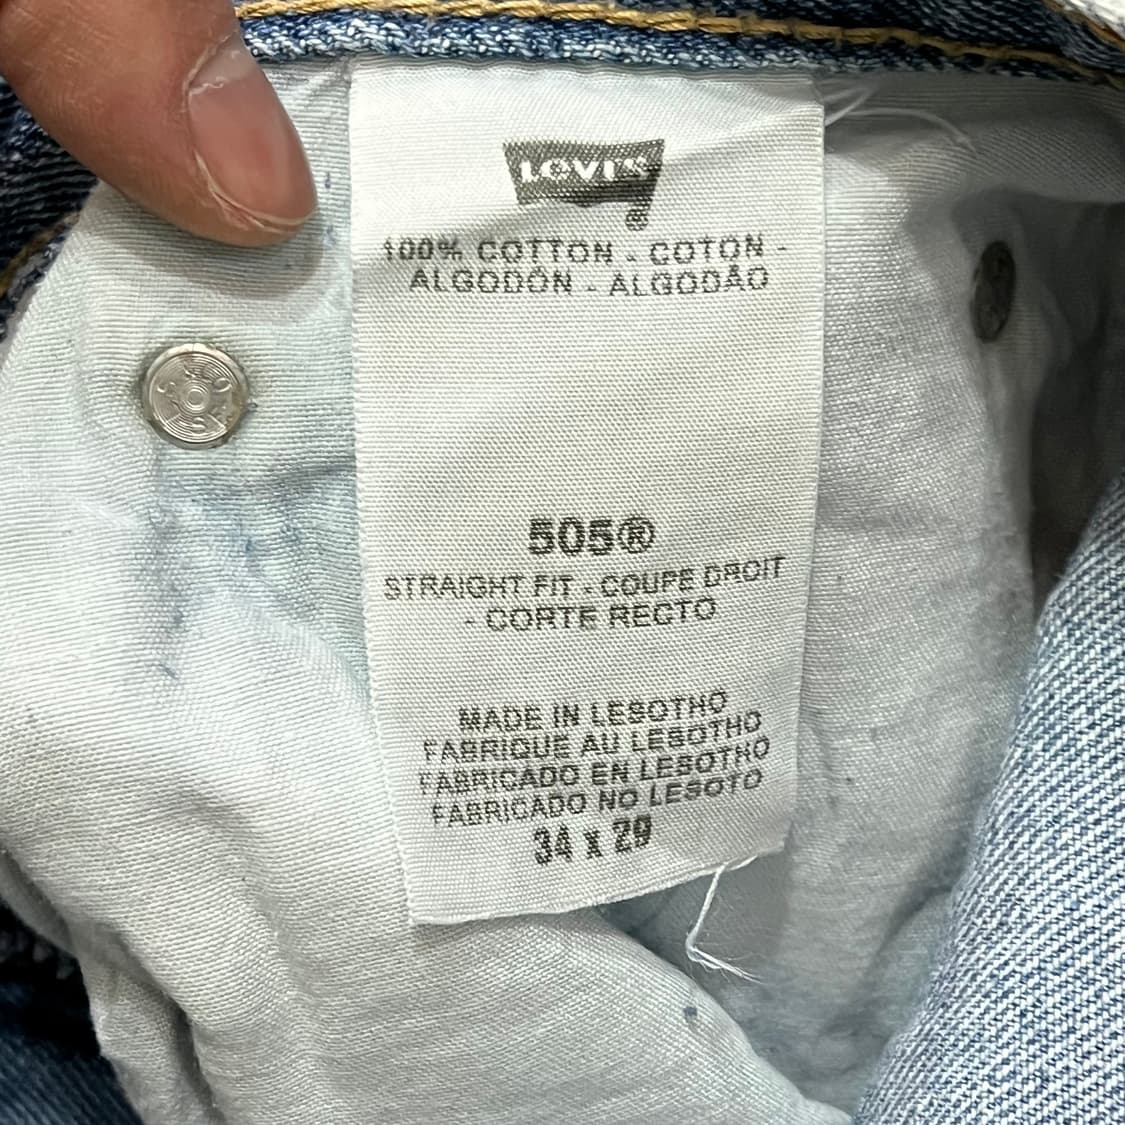 LEVI'S
®
100% COTTON - COTON -
ALGODÓN - ALGODÃO
505®
STRAIGHT FIT - COUPE DROIT
- CORTE RECTO
MADE IN LESOTHO
FABRIQUE AU LESOTHO
FABRICADO EN LESOTHO
FABRICADO NO LESOTO
34 x 29